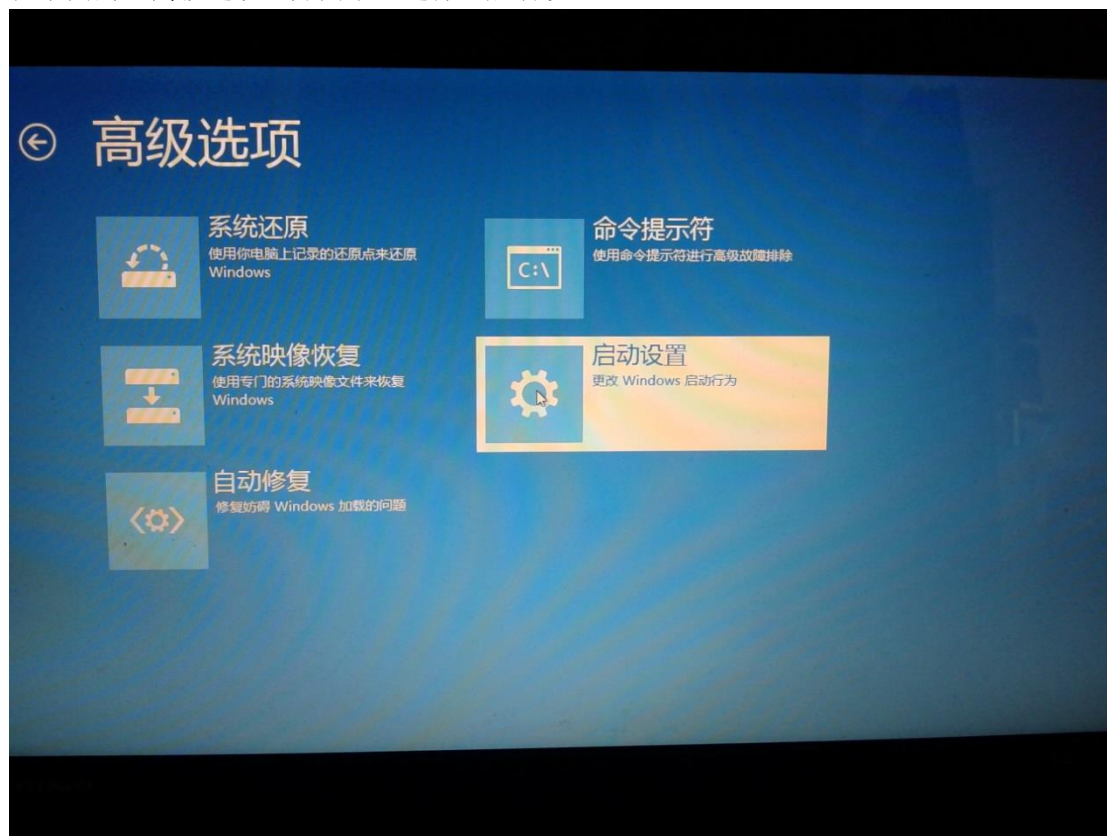 高级选项
系统还原
使用你电脑上记录的还原点来还原
Windows
命令提示符
使用命令提示符进行高级故障排除
C:\
系统映像恢复
使用专门的系统映像文件来恢复
Windows
启动设置
更改 Windows 启动行为
自动修复
修复妨碍 Windows 加载的问题